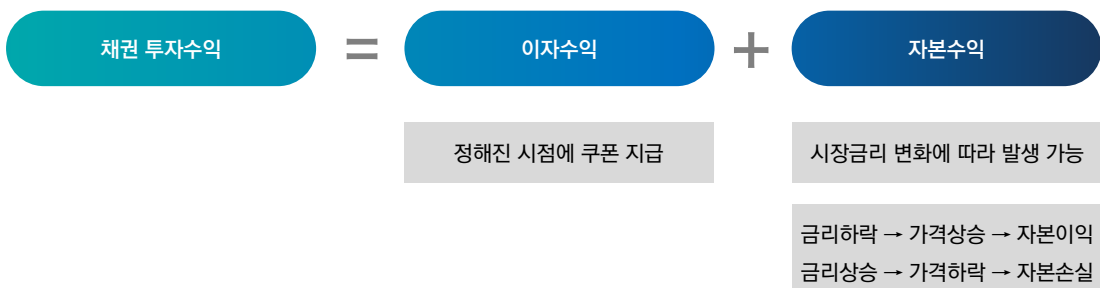 채권 투자수익 = 이자수익 + 자본수익
정해진 시점에 쿠폰 지급
시장금리 변화에 따라 발생 가능
금리하락 → 가격상승 → 자본이익
금리상승 → 가격하락 → 자본손실